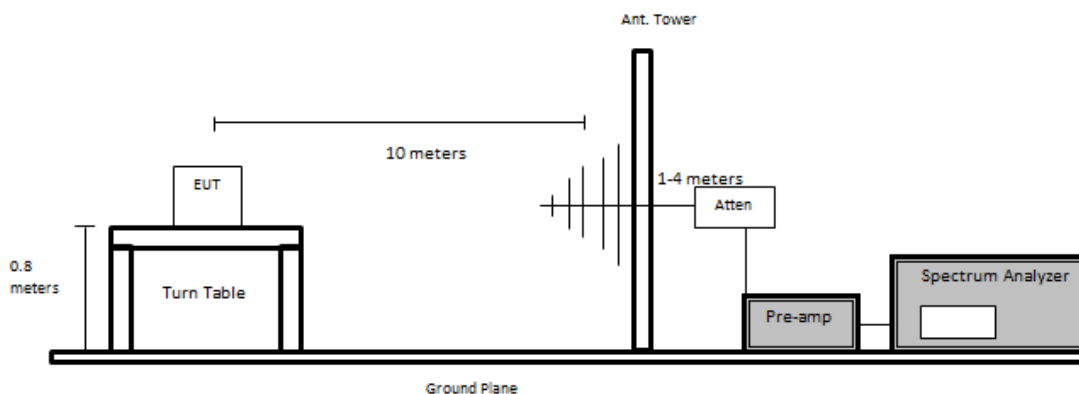 Ant. Tower
10 meters
EUT
1-4 meters
Atten
0.8
meters
Turn Table
Spectrum Analyzer
Pre-amp
Ground Plane